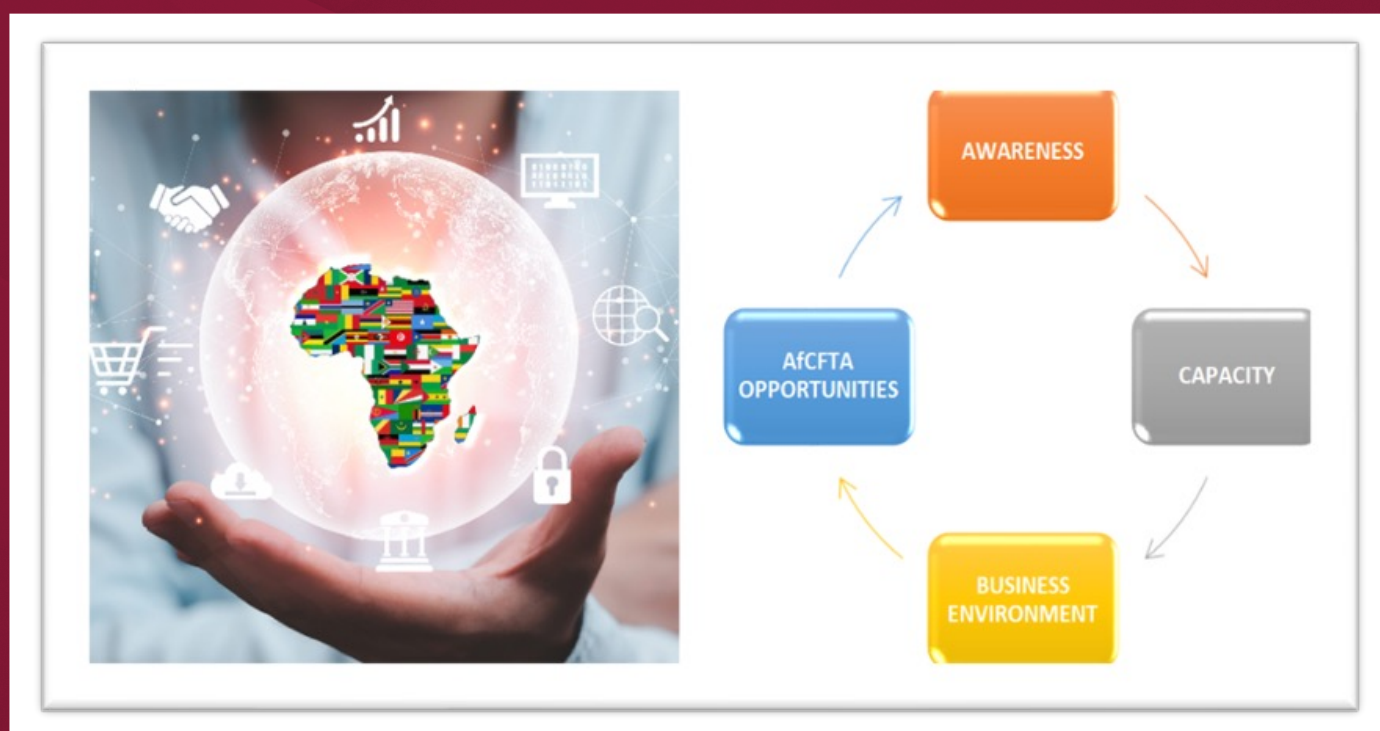 AWARENESS
CAPACITY
BUSINESS
ENVIRONMENT
AfCFTA
OPPORTUNITIES